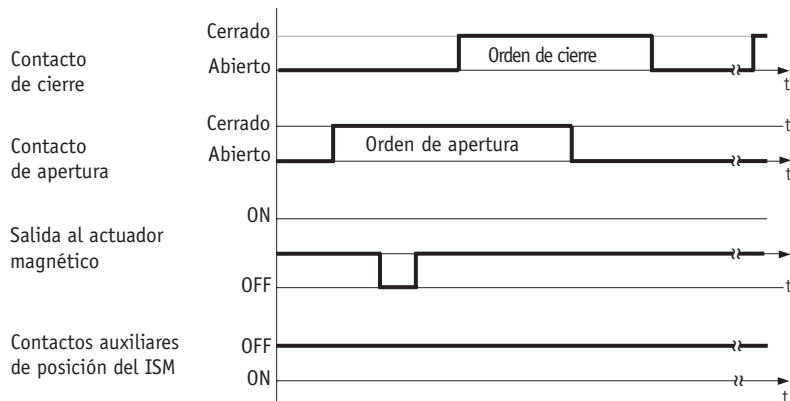 Contacto
de cierre
Cerrado
Abierto
Orden de cierre
t
Contacto
de apertura
Cerrado
Abierto
Orden de apertura
t
t
Salida al actuador
magnético
ON
OFF
t
Contactos auxiliares
de posición del ISM
OFF
ON
t